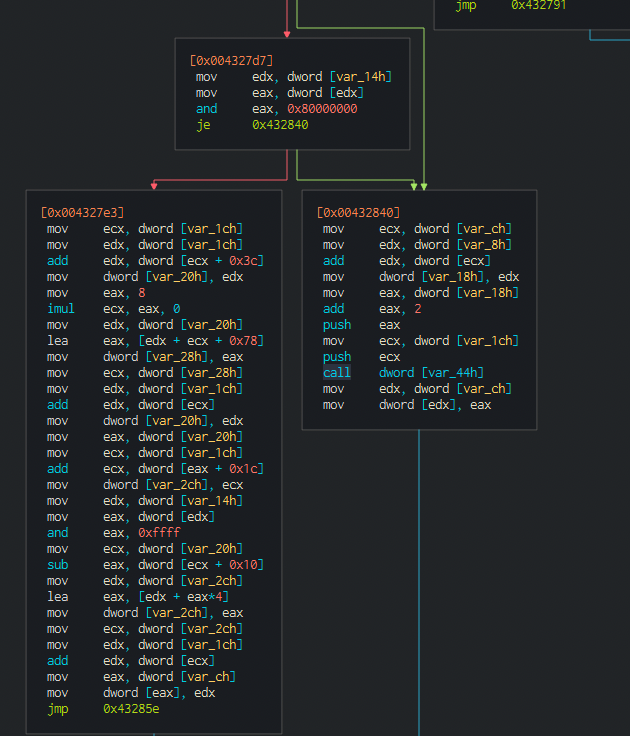 jmp 0x432791
[0x004327d7]
mov edx, dword [var_14h]
mov eax, dword [edx]
and eax, 0x80000000
je 0x432840
[0x004327e3]
mov ecx, dword [var_1ch]
mov edx, dword [var_1ch]
add edx, dword [ecx + 0x3c]
mov dword [var_20h], edx
mov eax, 8
imul ecx, eax, 0
mov edx, dword [var_20h]
lea eax, [edx + ecx + 0x78]
mov dword [var_28h], eax
mov ecx, dword [var_28h]
mov edx, dword [var_1ch]
add edx, dword [ecx]
mov dword [var_20h], edx
mov eax, dword [var_20h]
mov ecx, dword [var_1ch]
add ecx, dword [eax + 0x1c]
mov dword [var_2ch], ecx
mov edx, dword [var_14h]
mov eax, dword [edx]
and eax, 0xffff
mov ecx, dword [var_20h]
sub eax, dword [ecx + 0x10]
mov edx, dword [var_2ch]
lea eax, [edx + eax*4]
mov dword [var_2ch], eax
mov ecx, dword [var_2ch]
mov edx, dword [var_1ch]
add edx, dword [ecx]
mov eax, dword [var_ch]
mov dword [eax], edx
jmp 0x43285e
[0x00432840]
mov ecx, dword [var_ch]
mov edx, dword [var_8h]
add edx, dword [ecx]
mov dword [var_18h], edx
mov eax, dword [var_18h]
add eax, 2
push eax
mov ecx, dword [var_1ch]
push ecx
call dword [var_44h]
mov edx, dword [var_ch]
mov dword [edx], eax